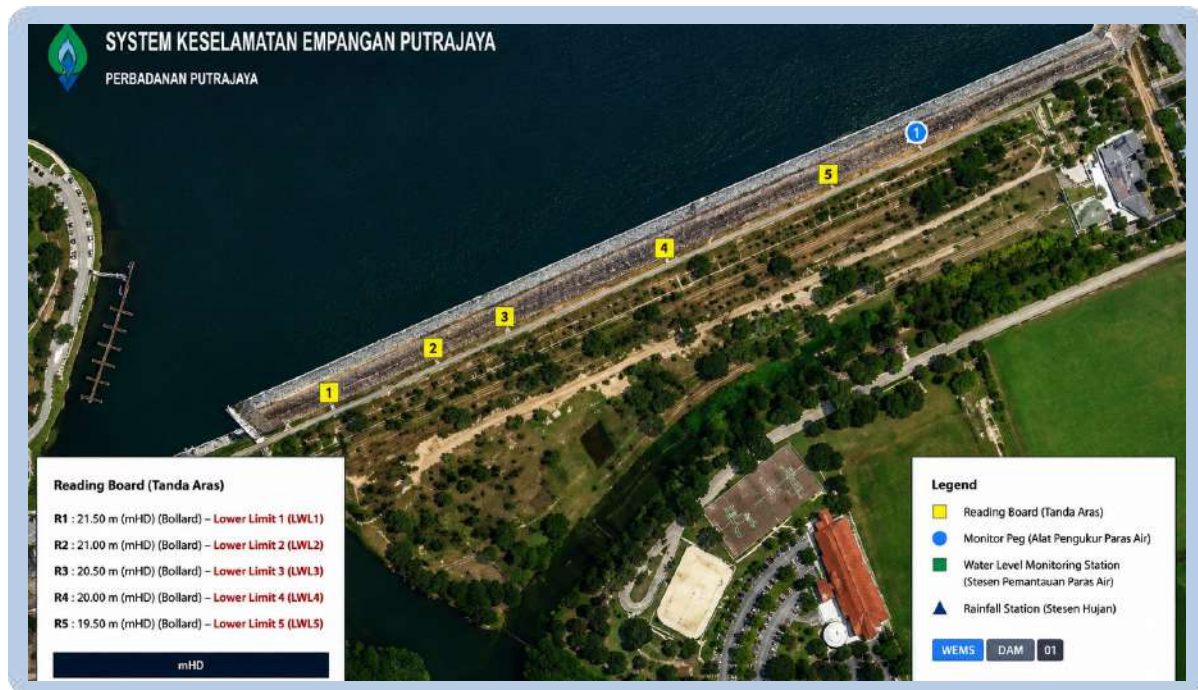 SYSTEM KESELAMATAN EMPANGAN PUTRAJAYA
PERBADANAN PUTRAJAYA
1
5
4
3
2
1
Reading Board (Tanda Aras)
R1 : 21.50 m (mHD) (Bollard) – Lower Limit 1 (LWL1)
R2 : 21.00 m (mHD) (Bollard) – Lower Limit 2 (LWL2)
R3 : 20.50 m (mHD) (Bollard) – Lower Limit 3 (LWL3)
R4 : 20.00 m (mHD) (Bollard) – Lower Limit 4 (LWL4)
R5 : 19.50 m (mHD) (Bollard) – Lower Limit 5 (LWL5)
mHD
Legend
Reading Board (Tanda Aras)
Monitor Peg (Alat Pengukur Paras Air)
Water Level Monitoring Station
(Stesen Pemantauan Paras Air)
Rainfall Station (Stesen Hujan)
WEMS DAM 01